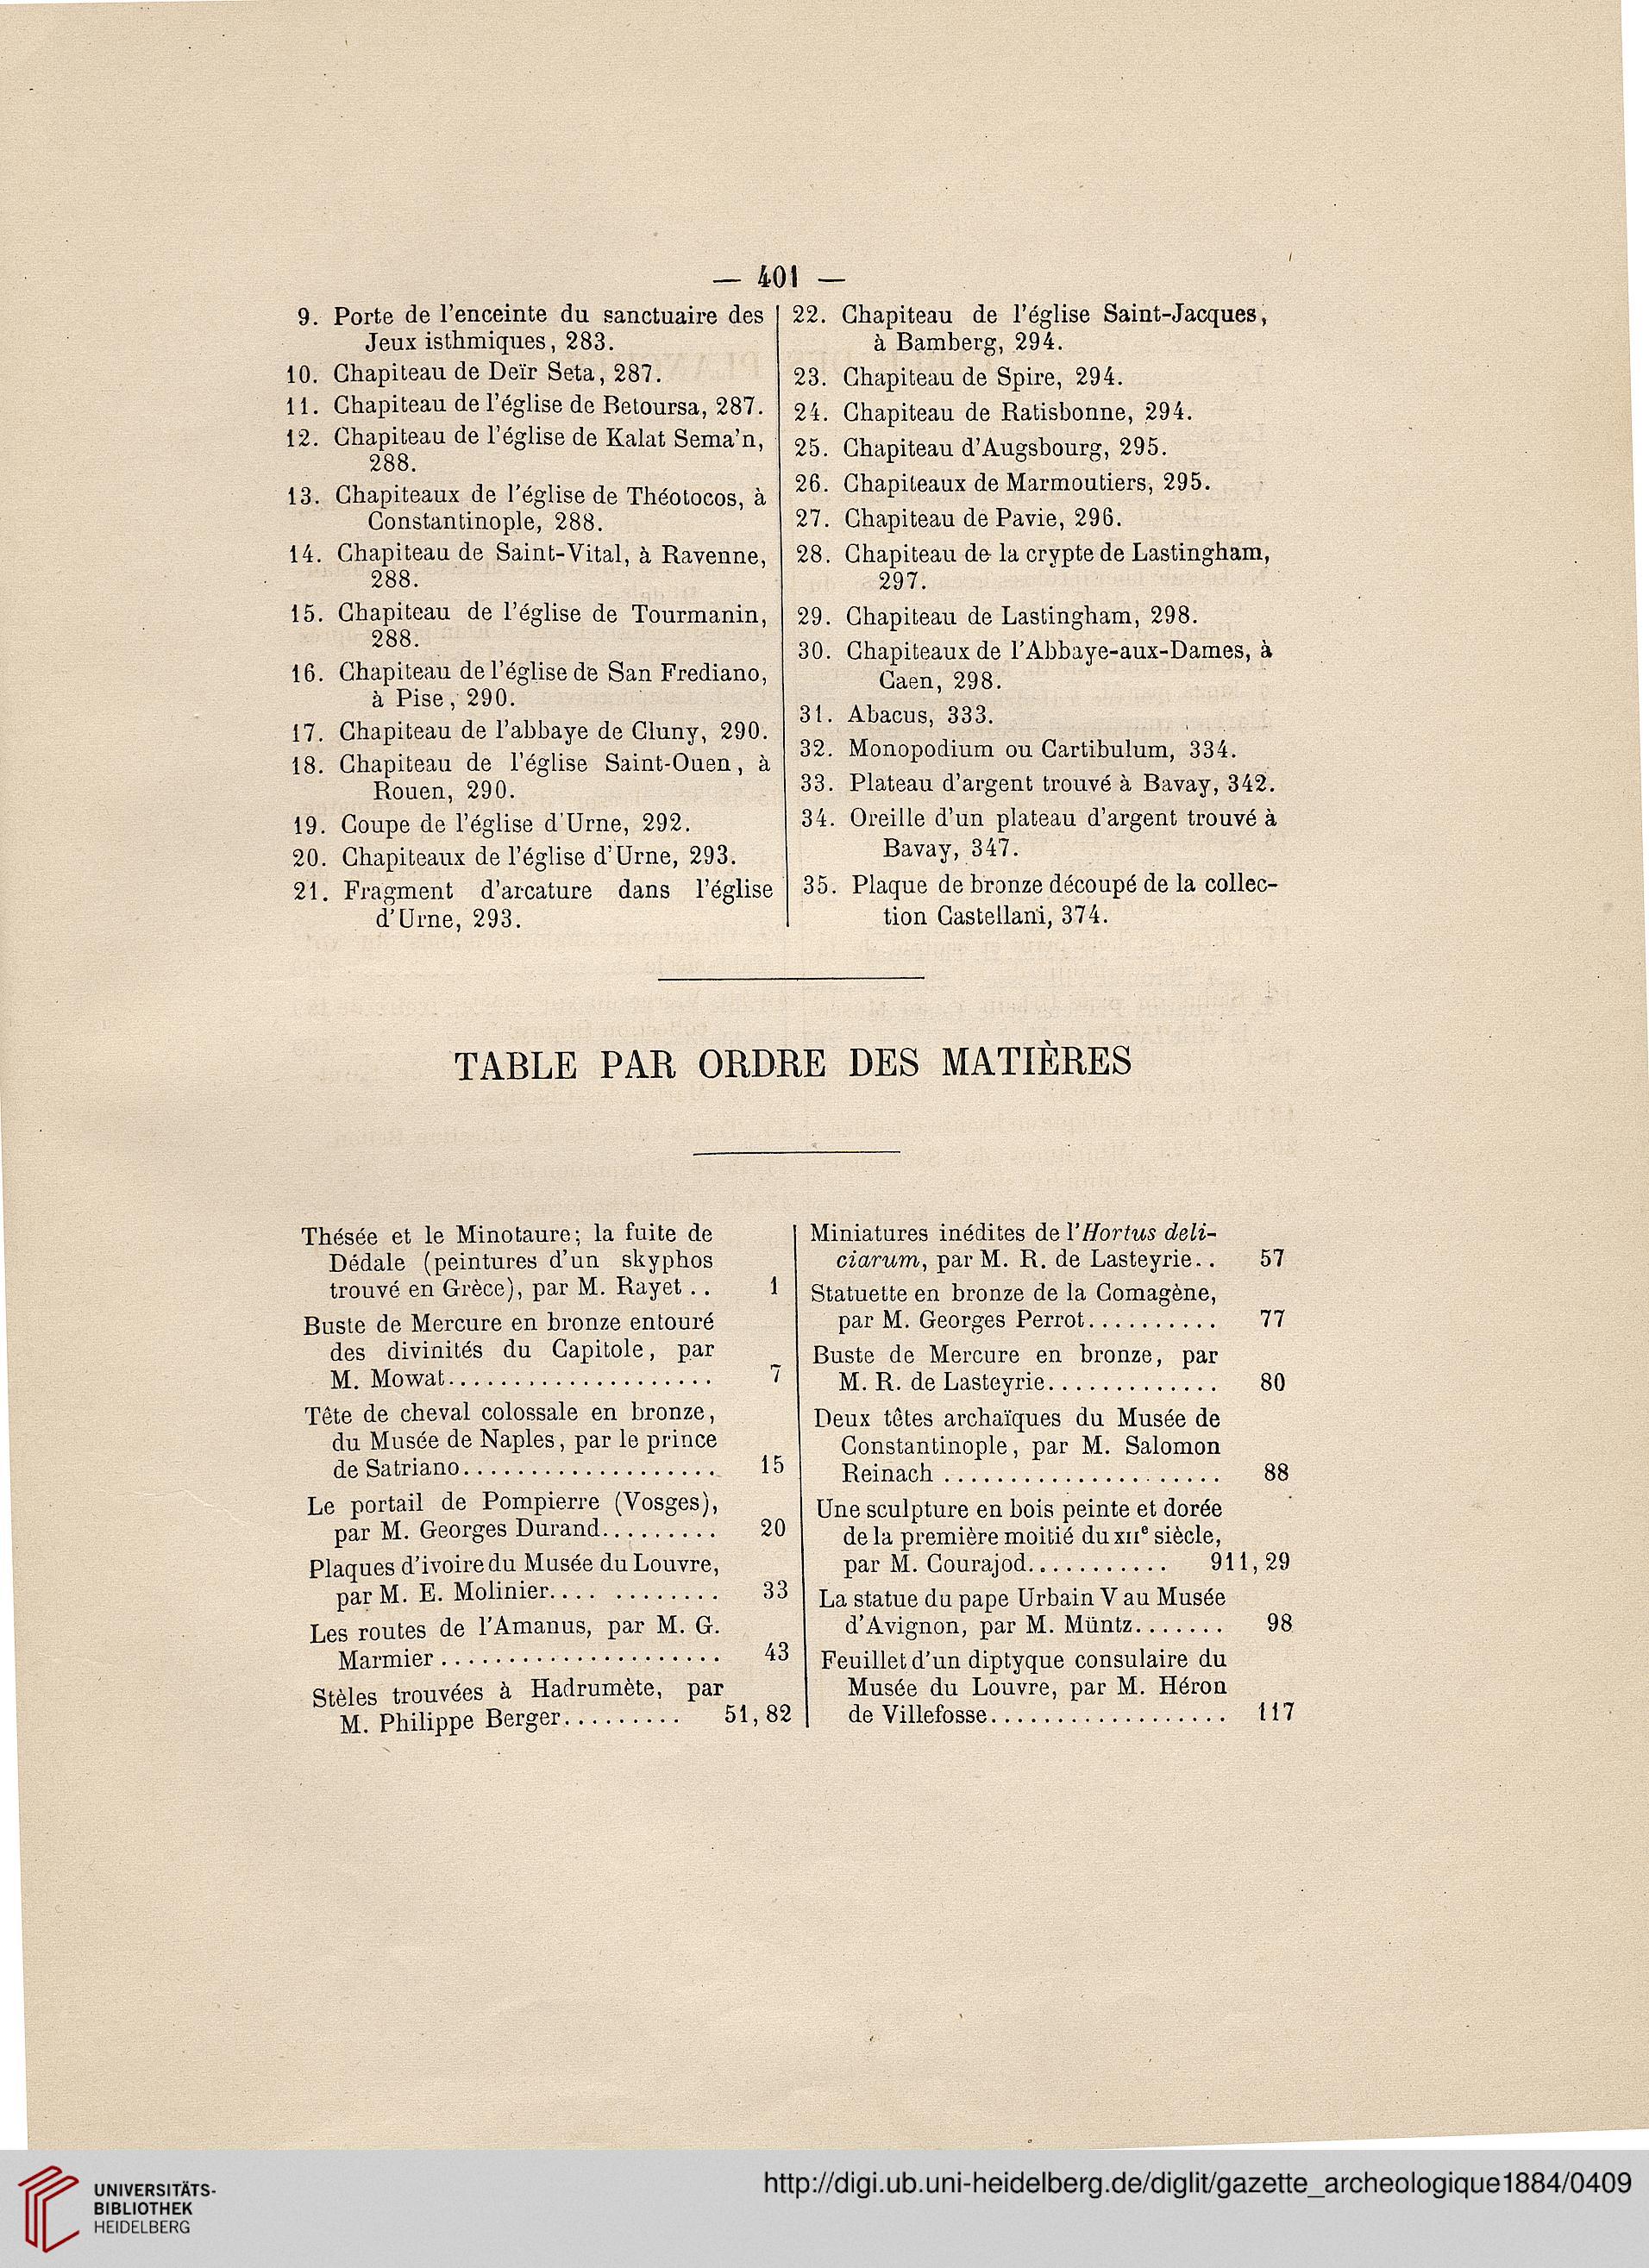 — 401 —
9. Porte de l'enceinte du sanctuaire des
Jeux isthmiques, 283.
10. Chapiteau de Deïr Seta, 287.
11. Chapiteau de l'église de Betoursa, 287.
12. Chapiteau de l'église de Kalat Sema'n,
288.
13. Chapiteaux de l'église de Théotocos, à
Constantinople, 288.
14. Chapiteau de Saint-Vital, à Ravenne,
288.
15. Chapiteau de l'église de Tourmanin,
288.
16. Chapiteau de l'église de San Frediano,
à Pise, 290.
17. Chapiteau de l'abbaye de Cluny, 290.
18. Chapiteau de l'église Saint-Ouen, à
Rouen, 290.
19. Coupe de l'église d'Urne, 292.
20. Chapiteaux de l'église d'Urne, 293.
21. Fragment d'arcature dans l'église
d'Urne, 293.
22. Chapiteau de l'église Saint-Jacques,
à Bamberg, 294.
23. Chapiteau de Spire, 294.
24. Chapiteau de Ratisbonne, 294.
25. Chapiteau d'Augsbourg, 295.
26. Chapiteaux de Marmoutiers, 295.
27. Chapiteau de Pavie, 296.
28. Chapiteau de la crypte de Lastingham,
297.
29. Chapiteau de Lastingham, 298.
30. Chapiteaux de l'Abbaye-aux-Dames, à
Caen, 298.
31. Abacus, 333.
32. Monopodium ou Cartibulum, 334.
33. Plateau d'argent trouvé à Bavay, 342.
34. Oreille d'un plateau d'argent trouvé à
Bavay, 347.
35. Plaque de bronze découpé de la collec-
tion Castellani, 374.
TABLE PAR ORDRE DES MATIÈRES
Thésée et le Minotaure; la fuite de
Dédale (peintures d'un skyphos
trouvé en Grèce), par M. Rayet.. 1
Buste de Mercure en bronze entouré
des divinités du Capitole, par
M. Mowat.................... 7
Tête de cheval colossale en bronze,
du Musée de Naples, par le prince
de Satriano................... 15
Le portail de Pompierre (Vosges),
par M. Georges Durand......... 20
Plaques d'ivoire du Musée du Louvre,
par M. E. Molinier.... ........ 33
Les routes de l'Amanus, par M. G.
Marmier..................... 43
Stèles trouvées à Hadrumète, par
M. Philippe Berger......... 51, 82
Miniatures inédites de l'Hortus deli-
ciarum, par M. R. de Lasteyrie.. 57
Statuette en bronze de la Comagène,
par M. Georges Perrot.......... 77
Buste de Mercure en bronze, par
M. R. de Lasteyrie............. 80
Deux têtes archaïques du Musée de
Constantinople, par M. Salomon
Reinach ..................... 88
Une sculpture en bois peinte et dorée
de la première moitié du XIIe siècle,
par M. Courajod........... 911, 29
La statue du pape Urbain V au Musée
d'Avignon, par M. Müntz....... 98
Feuillet d'un diptyque consulaire du
Musée du Louvre, par M. Héron
de Villefosse.................. 117
UNIVERSITÄTS-
BIBLIOTHEK
HEIDELBERG
http://digi.ub.uni-heidelberg.de/diglit/gazette_archeologique1884/0409